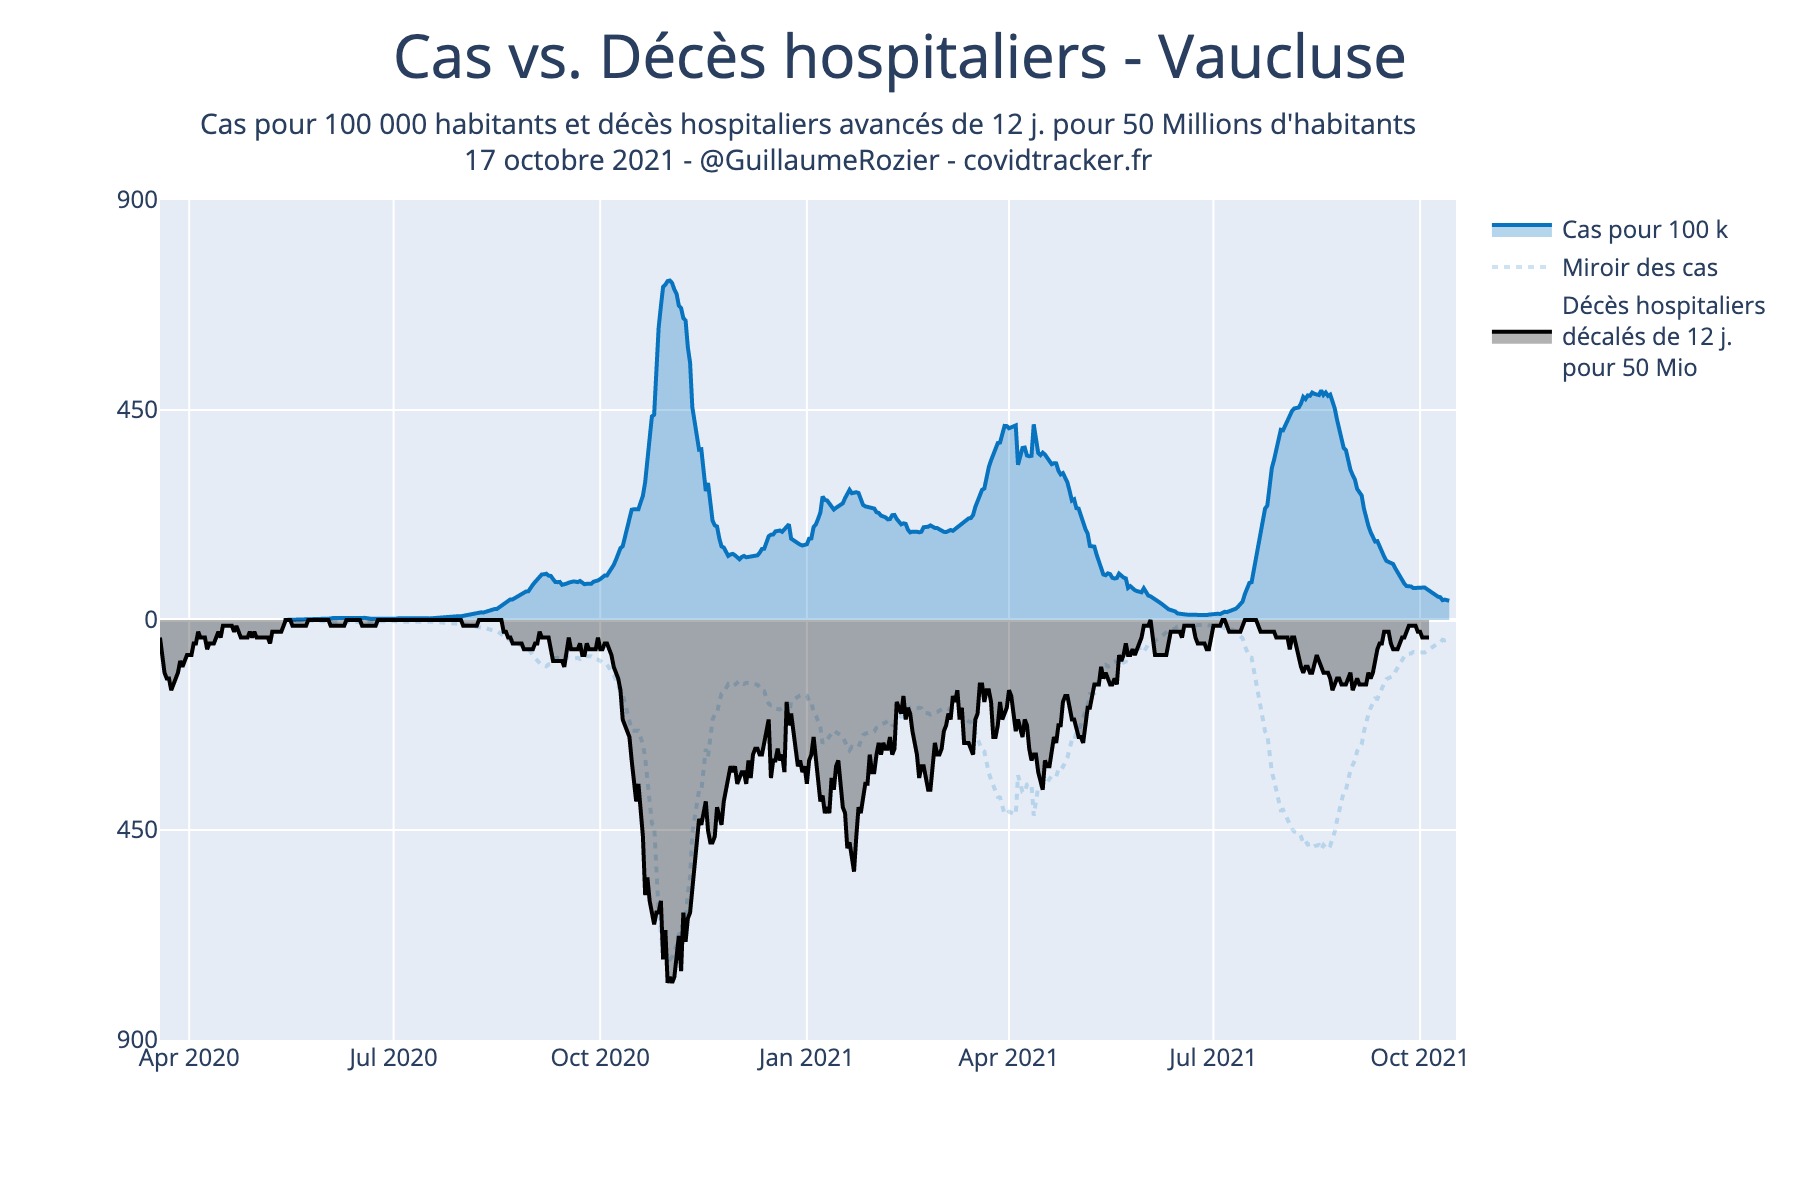 Cas vs. Décès hospitaliers - Vaucluse
Cas pour 100 000 habitants et décès hospitaliers avancés de 12 j. pour 50 Millions d'habitants
17 octobre 2021 - @GuillaumeRozier - covidtracker.fr
900
450
0
450
900
Apr 2020
Jul 2020
Oct 2020
Jan 2021
Apr 2021
Jul 2021
Oct 2021
Cas pour 100 k
Miroir des cas
Décès hospitaliers
décalés de 12 j.
pour 50 Mio